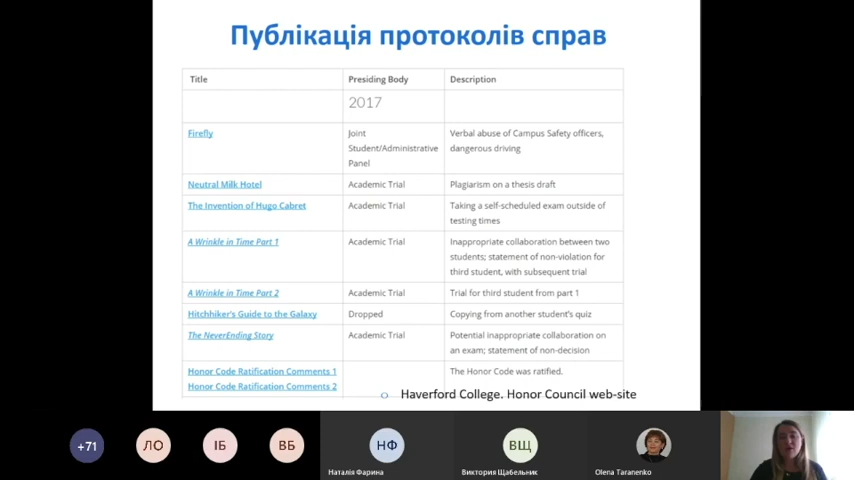 Публікація протоколів справ
Title Presiding Body Description
2017
Firefly Joint Student/Administrative Panel Verbal abuse of Campus Safety officers, dangerous driving
Neutral Milk Hotel Academic Trial Plagiarism on a thesis draft
The Invention of Hugo Cabret Academic Trial Taking a self-scheduled exam outside of testing times
A Wrinkle in Time Part 1 Academic Trial Inappropriate collaboration between two students; statement of non-violation for third student, with subsequent trial
A Wrinkle in Time Part 2 Academic Trial Trial for third student from part 1
Hitchhiker's Guide to the Galaxy Dropped Copying from another student's quiz
The NeverEnding Story Academic Trial Potential inappropriate collaboration on an exam; statement of non-decision
Honor Code Ratification Comments 1 The Honor Code was ratified.
Honor Code Ratification Comments 2
Haverford College. Honor Council web-site
+71 ЛО ІБ ВБ НФ ВЩ
Наталія Фарина Виктория Щабельник Olena Taranenko